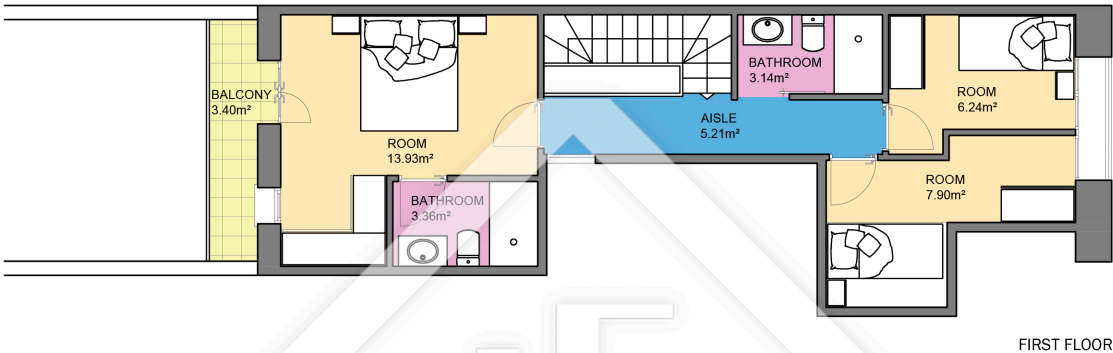 BALCONY
3.40m²
ROOM
13.93m²
BATHROOM
3.36m²
AISLE
5.21m²
BATHROOM
3.14m²
ROOM
6.24m²
ROOM
7.90m²
FIRST FLOOR